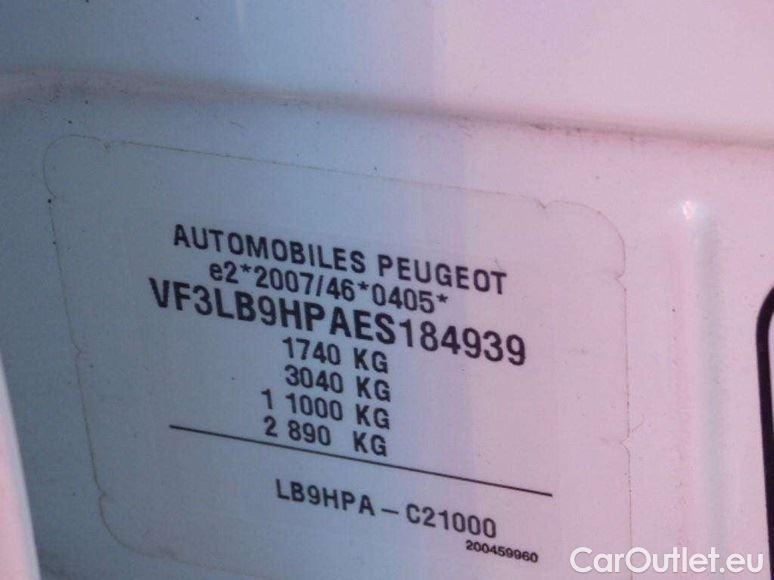 AUTOMOBILES PEUGEOT
e2*2007/46*0405*
VF3LB9HPAES184939
1740 KG
3040 KG
1 1000 KG
2 890 KG
LB9HPA – C21000
200459960
CarOutlet.eu